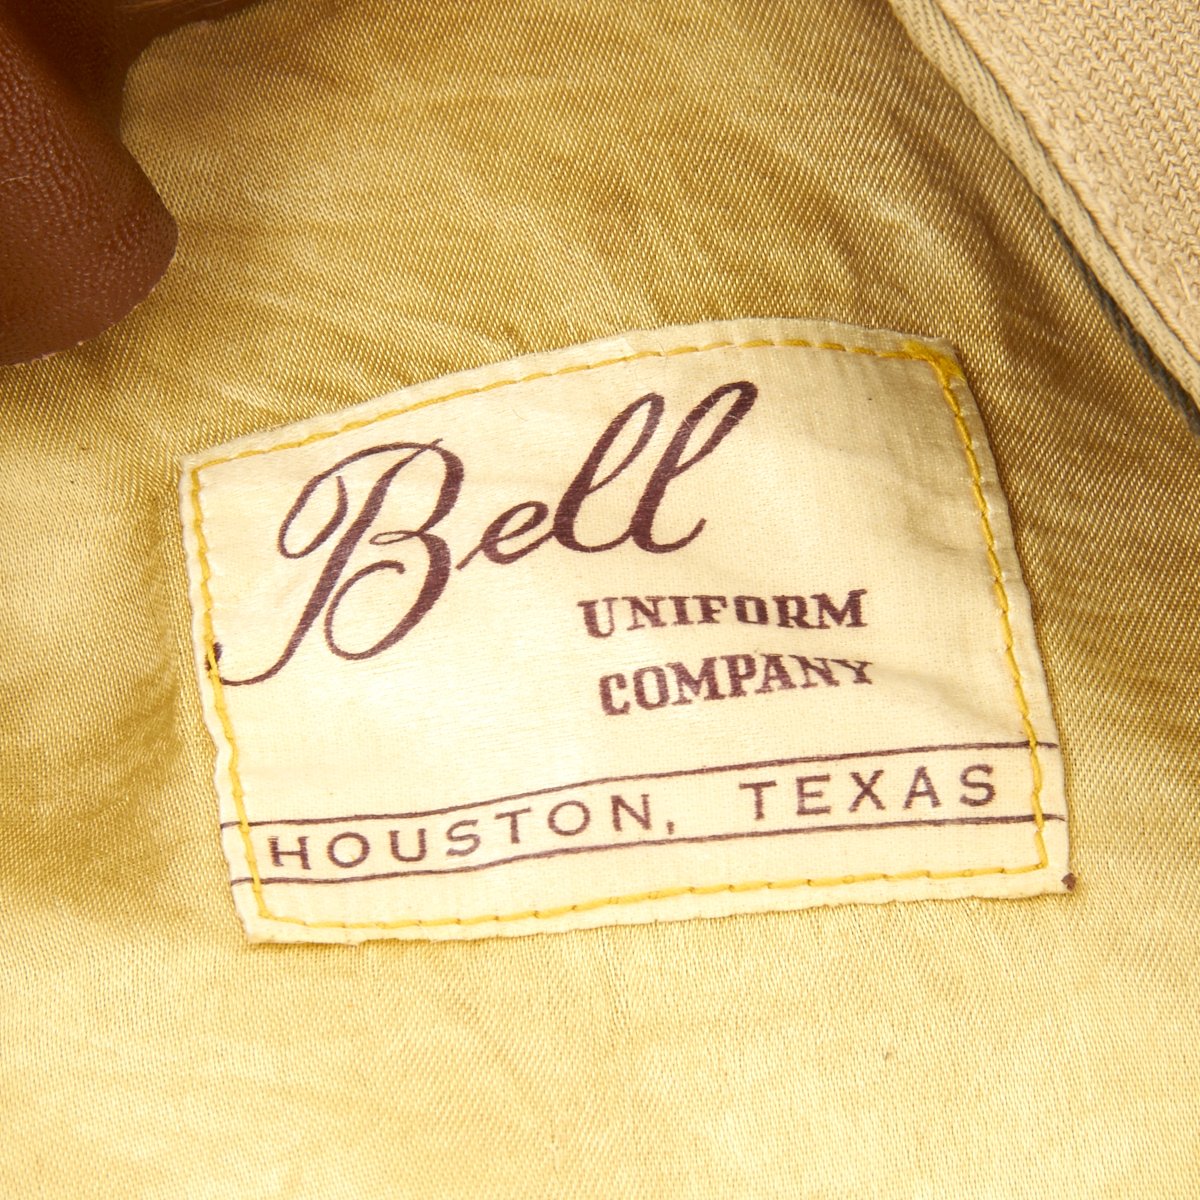 Bell
UNIFORM
COMPANY
HOUSTON, TEXAS